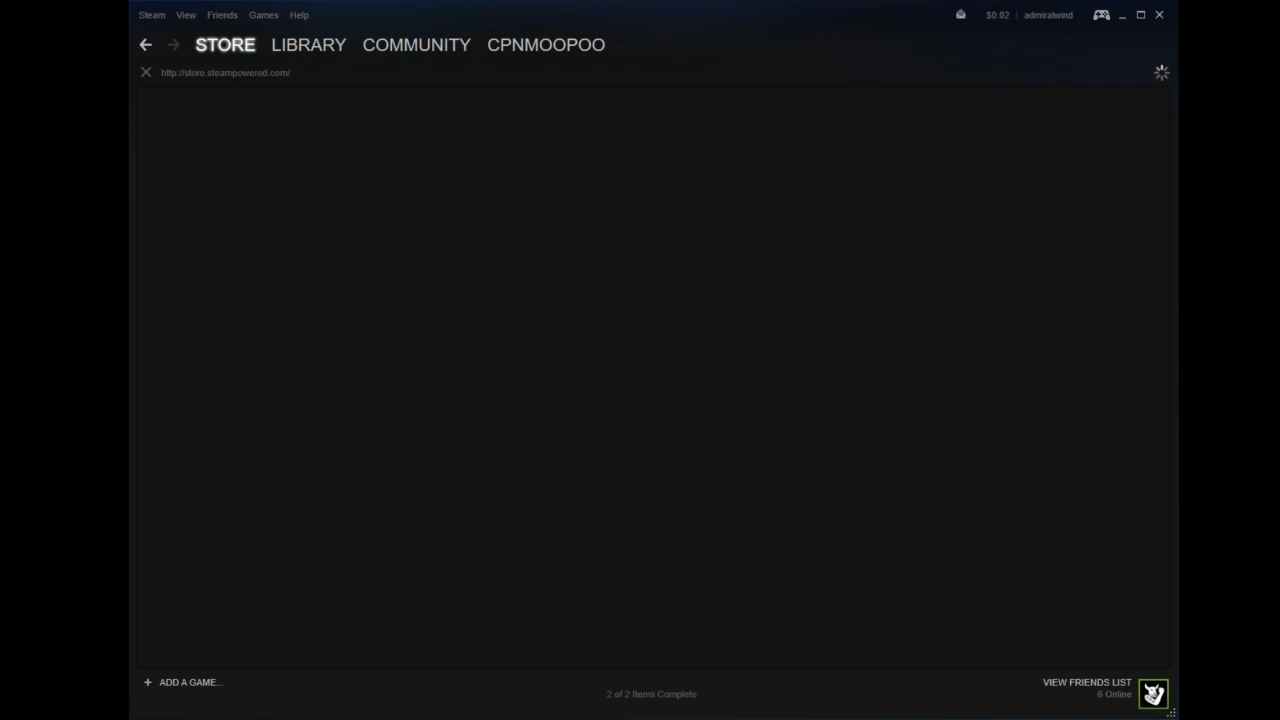 Steam View Friends Games Help $0.02 | admiralwind
STORE LIBRARY COMMUNITY CPNMOOPOO
http://store.steampowered.com/
+ ADD A GAME...
2 of 2 Items Complete
VIEW FRIENDS LIST
6 Online